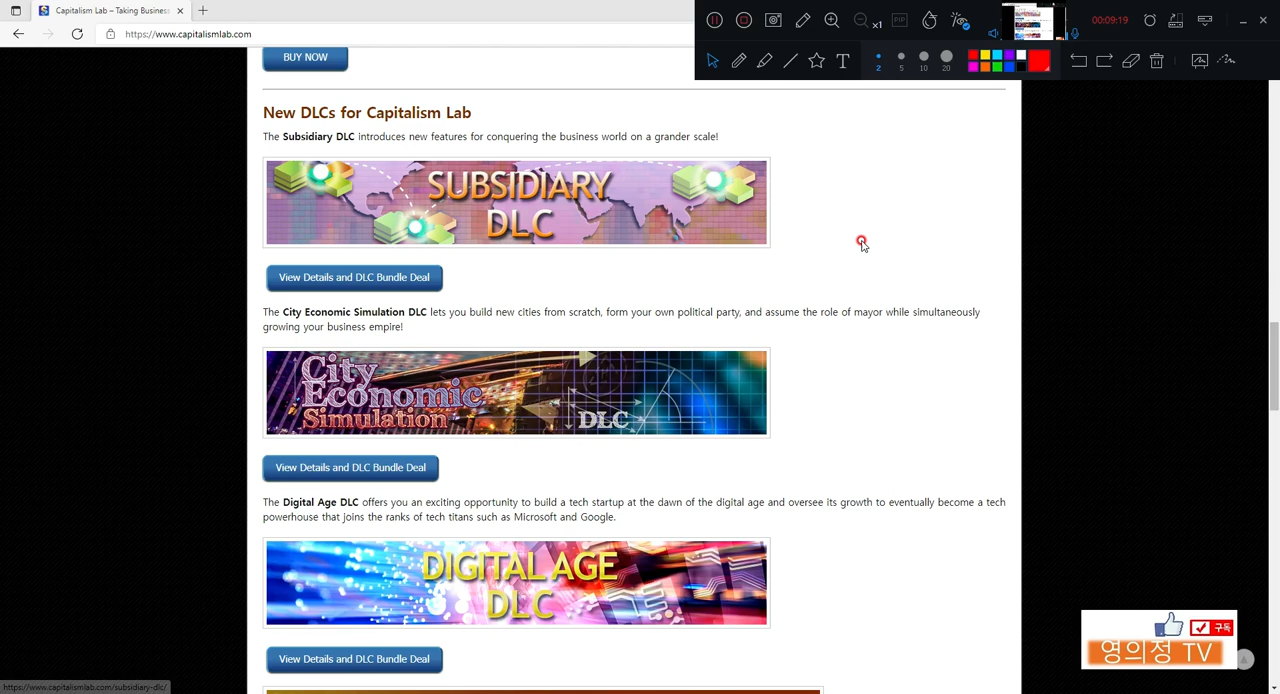 Capitalism Lab – Taking Business
https://www.capitalismlab.com
x1
PIP
00:09:19
T
2
5
10
20
BUY NOW
New DLCs for Capitalism Lab
The Subsidiary DLC introduces new features for conquering the business world on a grander scale!
SUBSIDIARY
DLC
View Details and DLC Bundle Deal
The City Economic Simulation DLC lets you build new cities from scratch, form your own political party, and assume the role of mayor while simultaneously
growing your business empire!
City
Economic
Simulation
DLC
View Details and DLC Bundle Deal
The Digital Age DLC offers you an exciting opportunity to build a tech startup at the dawn of the digital age and oversee its growth to eventually become a tech
powerhouse that joins the ranks of tech titans such as Microsoft and Google.
DIGITAL AGE
DLC
View Details and DLC Bundle Deal
구독
영의정 TV
https://www.capitalismlab.com/subsidiary-dlc/